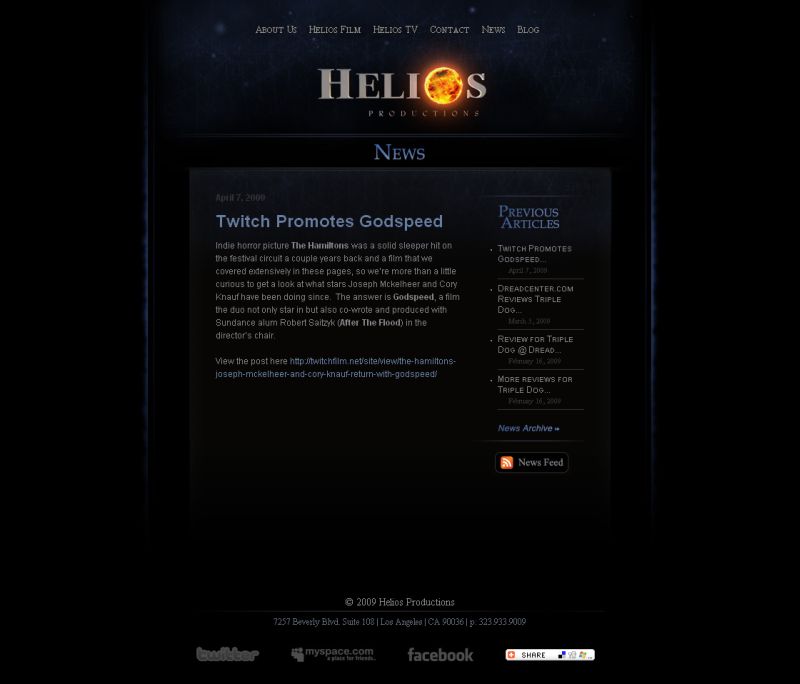 About Us Helios Film Helios TV Contact News Blog
Helios
PRODUCTIONS
News
April 7, 2009
Twitch Promotes Godspeed
Indie horror picture The Hamiltons was a solid sleeper hit on
the festival circuit a couple years back and a film that we
covered extensively in these pages, so we're more than a little
curious to get a look at what stars Joseph Mckelheer and Cory
Knauf have been doing since. The answer is Godspeed, a film
the duo not only star in but also co-wrote and produced with
Sundance alum Robert Saitzyk (After The Flood) in the
director's chair.
View the post here http://twitchfilm.net/site/view/the-hamiltons-
joseph-mckelheer-and-cory-knauf-return-with-godspeed/
Previous
Articles
Twitch Promotes
Godspeed...
April 7, 2009
Dreadcenter.com
Reviews Triple
Dog...
March 3, 2009
Review for Triple
Dog @ Dread...
February 16, 2009
More reviews for
Triple Dog...
February 16, 2009
News Archive
News Feed
© 2009 Helios Productions
7257 Beverly Blvd. Suite 108 | Los Angeles | CA 90036 | p: 323.933.9009
twitter
myspace.com
a place for friends.
facebook
SHARE